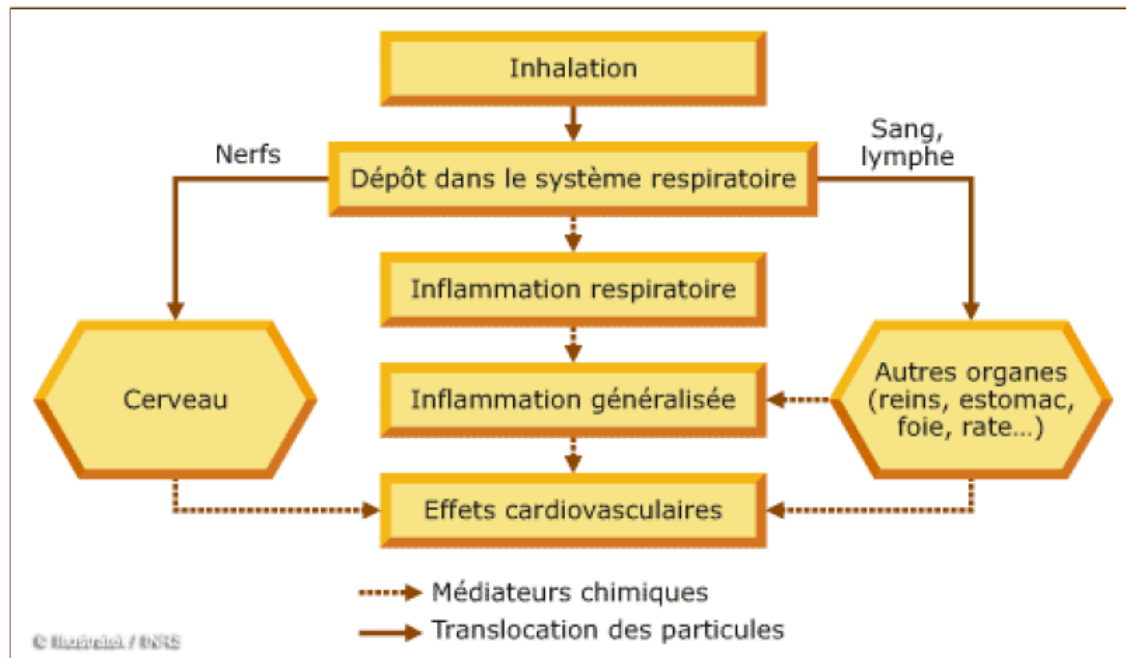 Inhalation
Nerfs
Sang,
lymphe
Dépôt dans le système respiratoire
Inflammation respiratoire
Cerveau
Inflammation généralisée
Autres organes
(reins, estomac,
foie, rate...)
Effets cardiovasculaires
Médiateurs chimiques
Translocation des particules
© / INRS